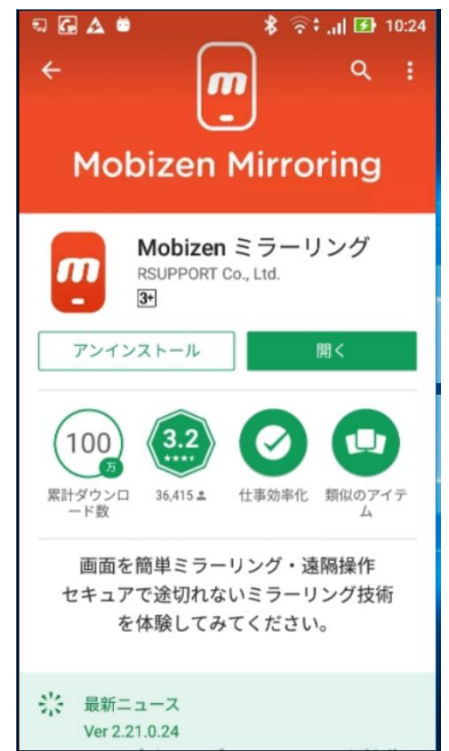 10:24
m
Mobizen Mirroring
m
Mobizen ミラーリング
RSUPPORT Co., Ltd.
3+
アンインストール
開く
100
万
累計ダウンロ
ード数
3.2
36,415
仕事効率化
類似のアイテ
ム
画面を簡単ミラーリング・遠隔操作
セキュアで途切れないミラーリング技術
を体験してみてください。
最新ニュース
Ver 2.21.0.24